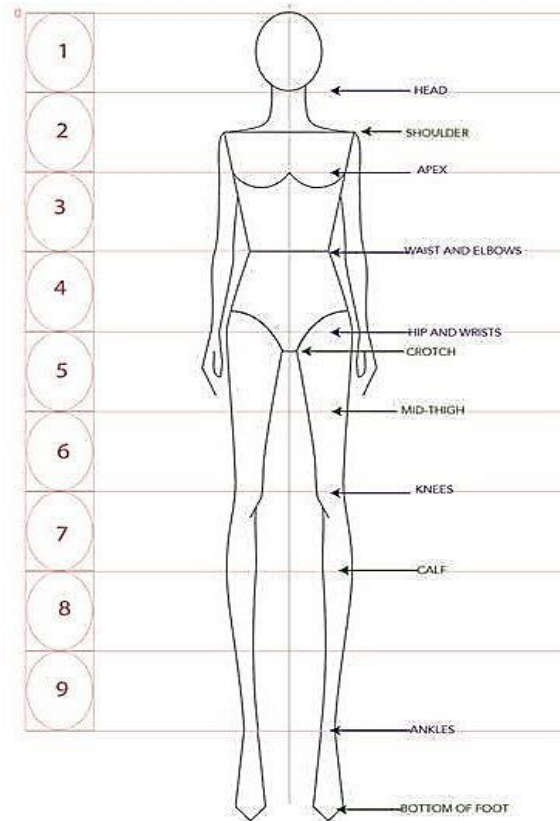 0
1
HEAD
2
SHOULDER
APEX
3
WAIST AND ELBOWS
4
HIP AND WRISTS
CROTCH
5
MID-THIGH
6
KNEES
7
CALF
8
9
ANKLES
BOTTOM OF FOOT